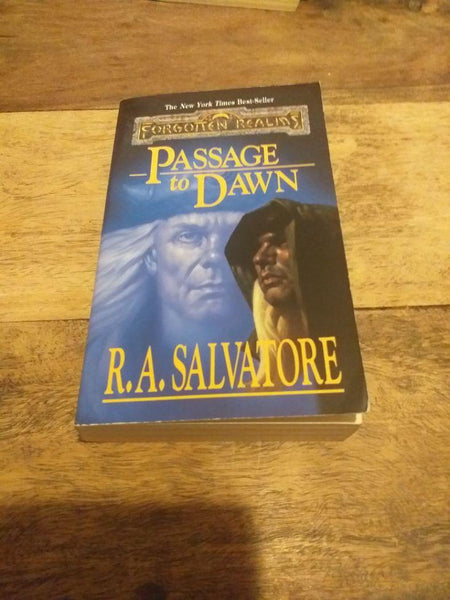 The New York Times Best-Seller
FORGOTTEN REALMS
PASSAGE
to DAWN
R.A. SALVATORE